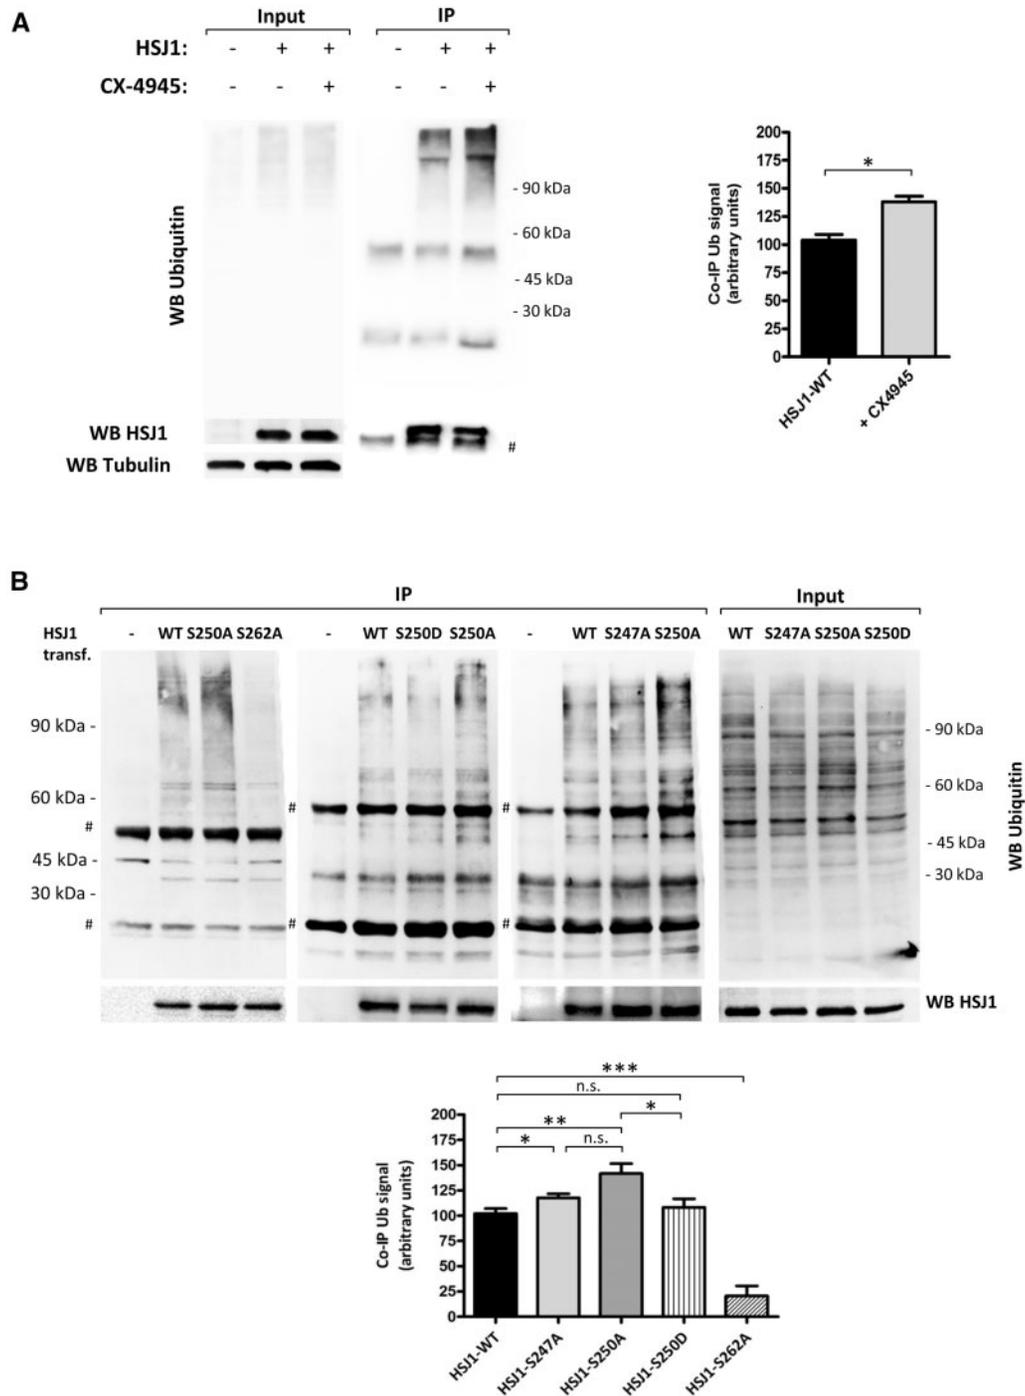 A
Input IP
HSJ1: - + + - + +
CX-4945: - - + - - +
WB Ubiquitin
- 90 kDa
- 60 kDa
- 45 kDa
- 30 kDa
WB HSJ1
#
WB Tubulin
200
175
150
125
100
75
50
25
0
Co-IP Ub signal
(arbitrary units)
*
HSJ1-WT
+ CX4945
B
IP Input
HSJ1
transf.
- WT S250A S262A - WT S250D S250A - WT S247A S250A WT S247A S250A S250D
90 kDa -
60 kDa -
#
45 kDa -
30 kDa -
#
#
#
#
#
- 90 kDa
- 60 kDa
- 45 kDa
- 30 kDa
WB Ubiquitin
WB HSJ1
***
n.s.
*
**
* n.s.
200
175
150
125
100
75
50
25
0
Co-IP Ub signal
(arbitrary units)
HSJ1-WT
HSJ1-S247A
HSJ1-S250A
HSJ1-S250D
HSJ1-S262A